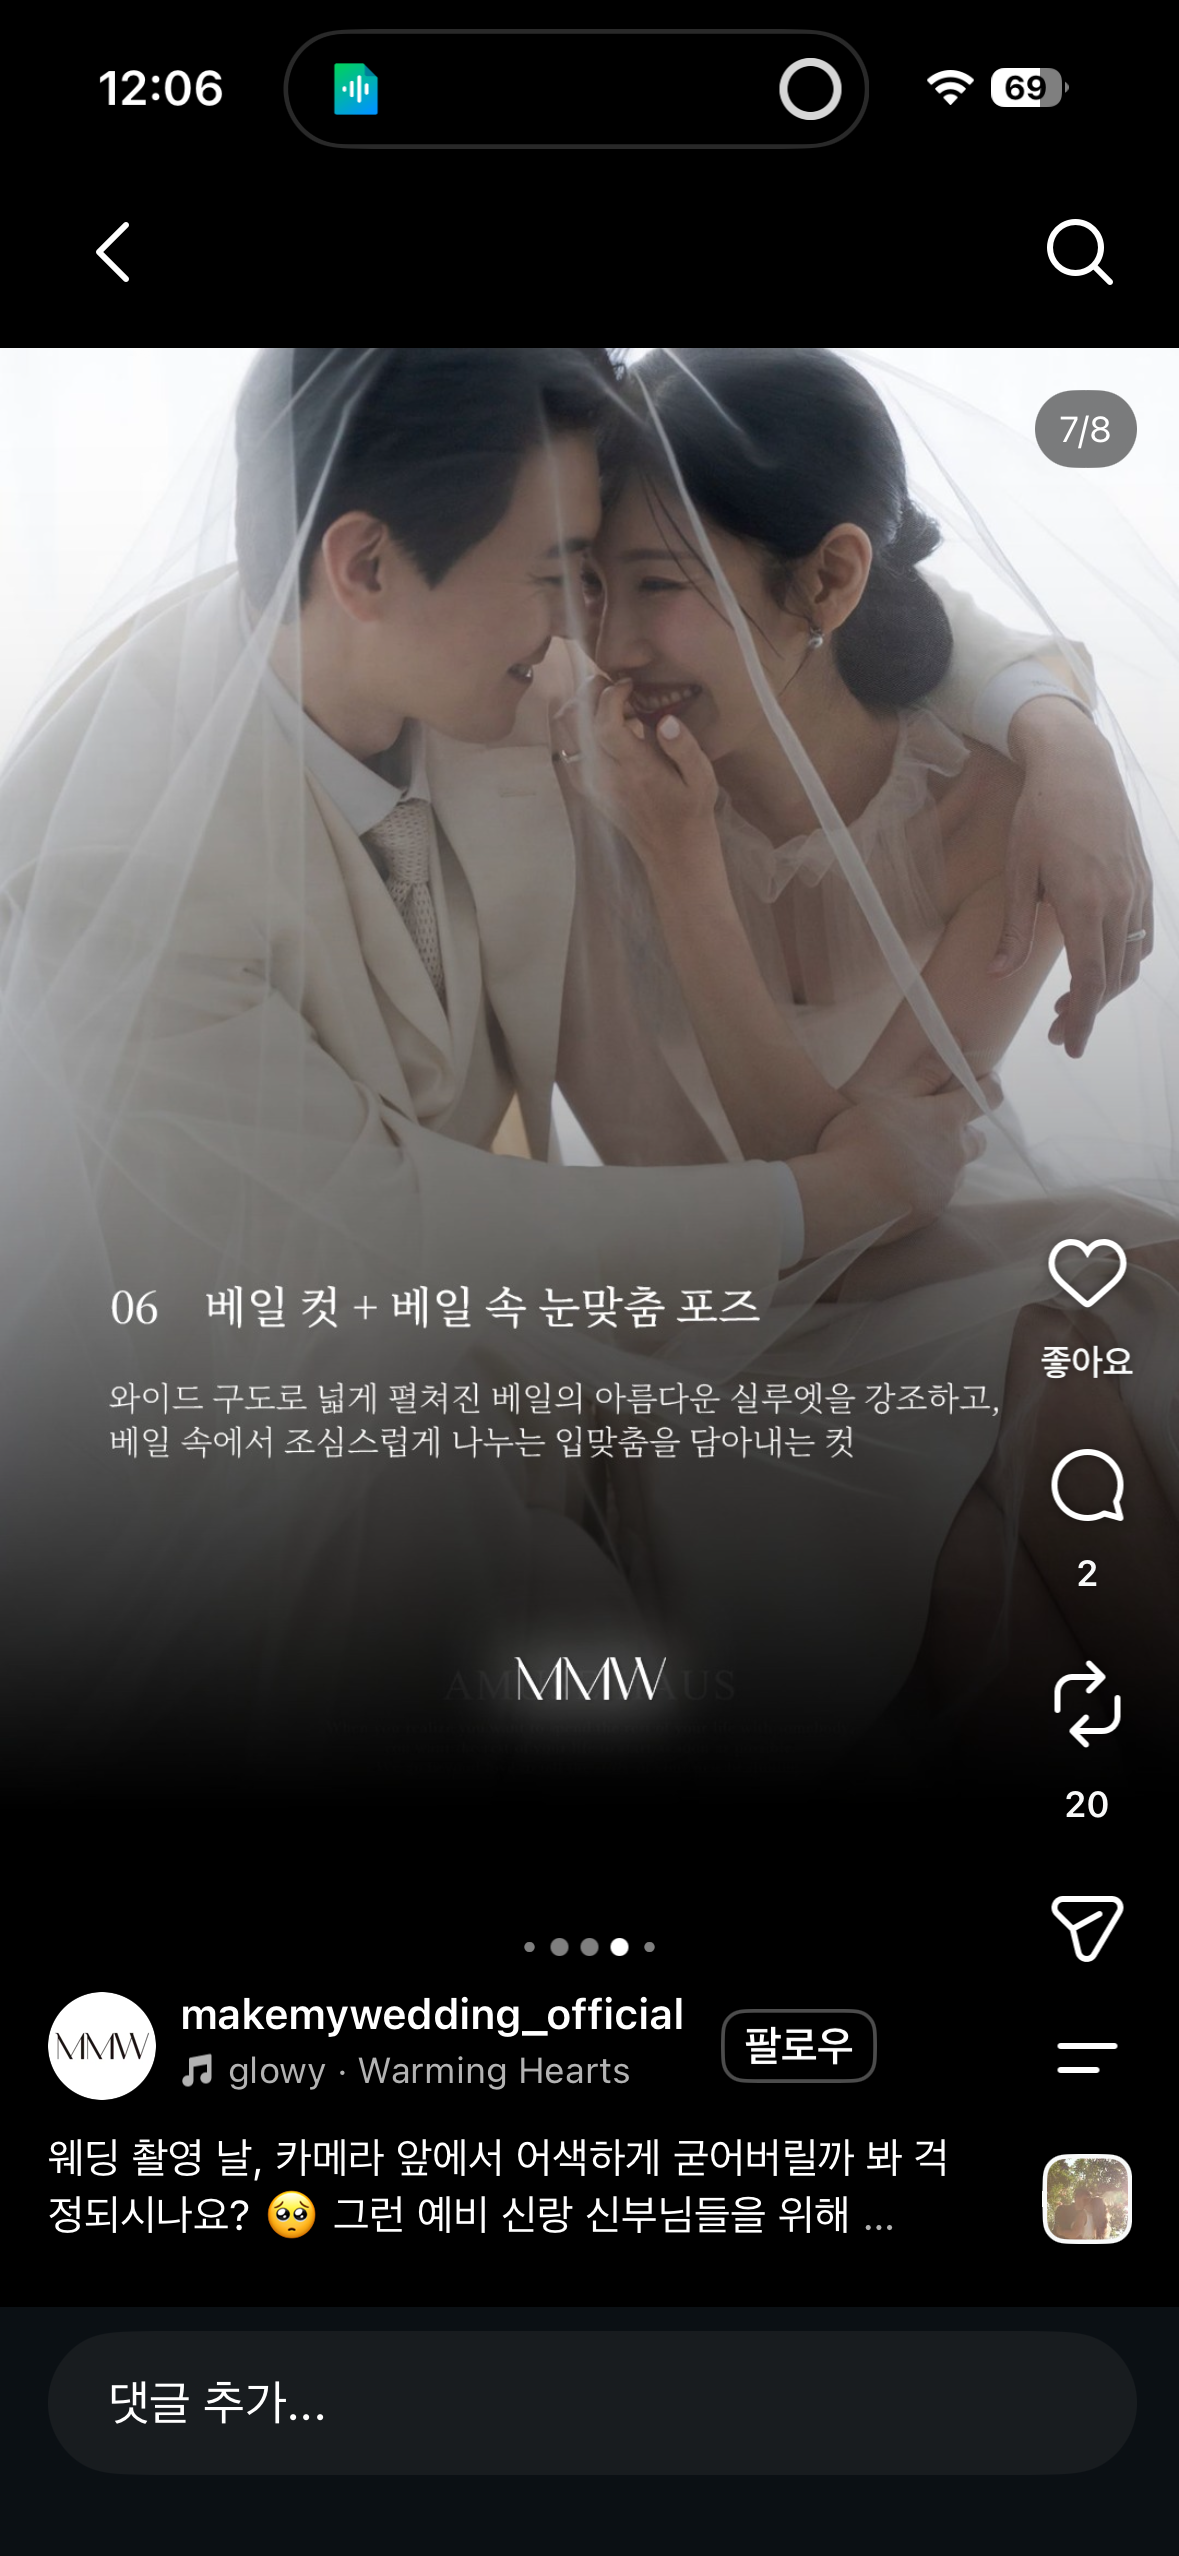 12:06
69
7/8
06 베일 컷 + 베일 속 눈맞춤 포즈
와이드 구도로 넓게 펼쳐진 베일의 아름다운 실루엣을 강조하고,
베일 속에서 조심스럽게 나누는 입맞춤을 담아내는 컷
좋아요
2
MMW
20
MMW
makemywedding_official
팔로우
glowy · Warming Hearts
웨딩 촬영 날, 카메라 앞에서 어색하게 굳어버릴까 봐 걱
정되시나요? 🥺 그런 예비 신랑 신부님들을 위해 ...
댓글 추가...